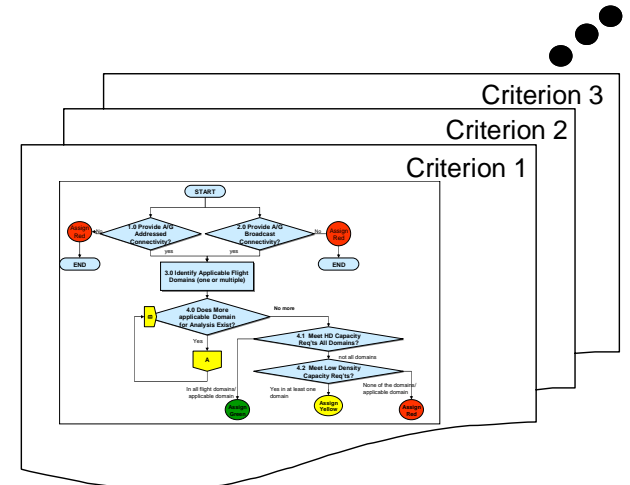 Criterion 3
Criterion 2
Criterion 1
START
Assign
Red
No
1.0 Provide A/G
Addressed
Connectivity?
2.0 Provide A/G
Broadcast
Connectivity?
No
Assign
Red
END
yes
yes
END
3.0 Identify Applicable Flight
Domains (one or multiple)
B
4.0 Does More
applicable Domain
for Analysis Exist?
No more
Yes
A
4.1 Meet HD Capacity
Req'ts All Domains?
not all domains
4.2 Meet Low Density
Capacity Req'ts?
In all flight domains/
applicable domain
Yes in at least one
domain
None of the domains/
applicable domain
Assign
Green
Assign
Yellow
Assign
Red